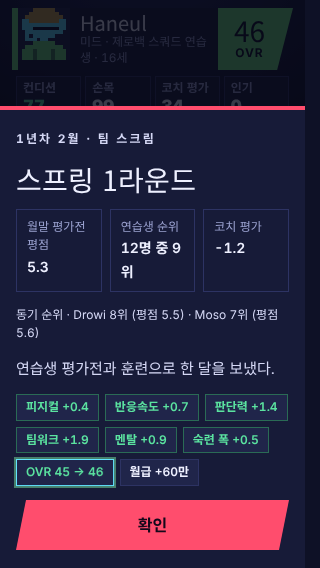 Haneul
미드 · 제로백 스쿼드 연습
생 · 16세
46
OVR
컨디션
손목
코치 평가
인기
77
99
34
0
1년차 2월 · 팀 스크림
스프링 1라운드
월말 평가전
평점
5.3
연습생 순위
12명 중 9
위
코치 평가
-1.2
동기 순위 · Drowi 8위 (평점 5.5) · Moso 7위 (평점
5.6)
연습생 평가전과 훈련으로 한 달을 보냈다.
피지컬 +0.4
반응속도 +0.7
판단력 +1.4
팀워크 +1.9
멘탈 +0.9
숙련 폭 +0.5
OVR 45 → 46
월급 +60만
확인